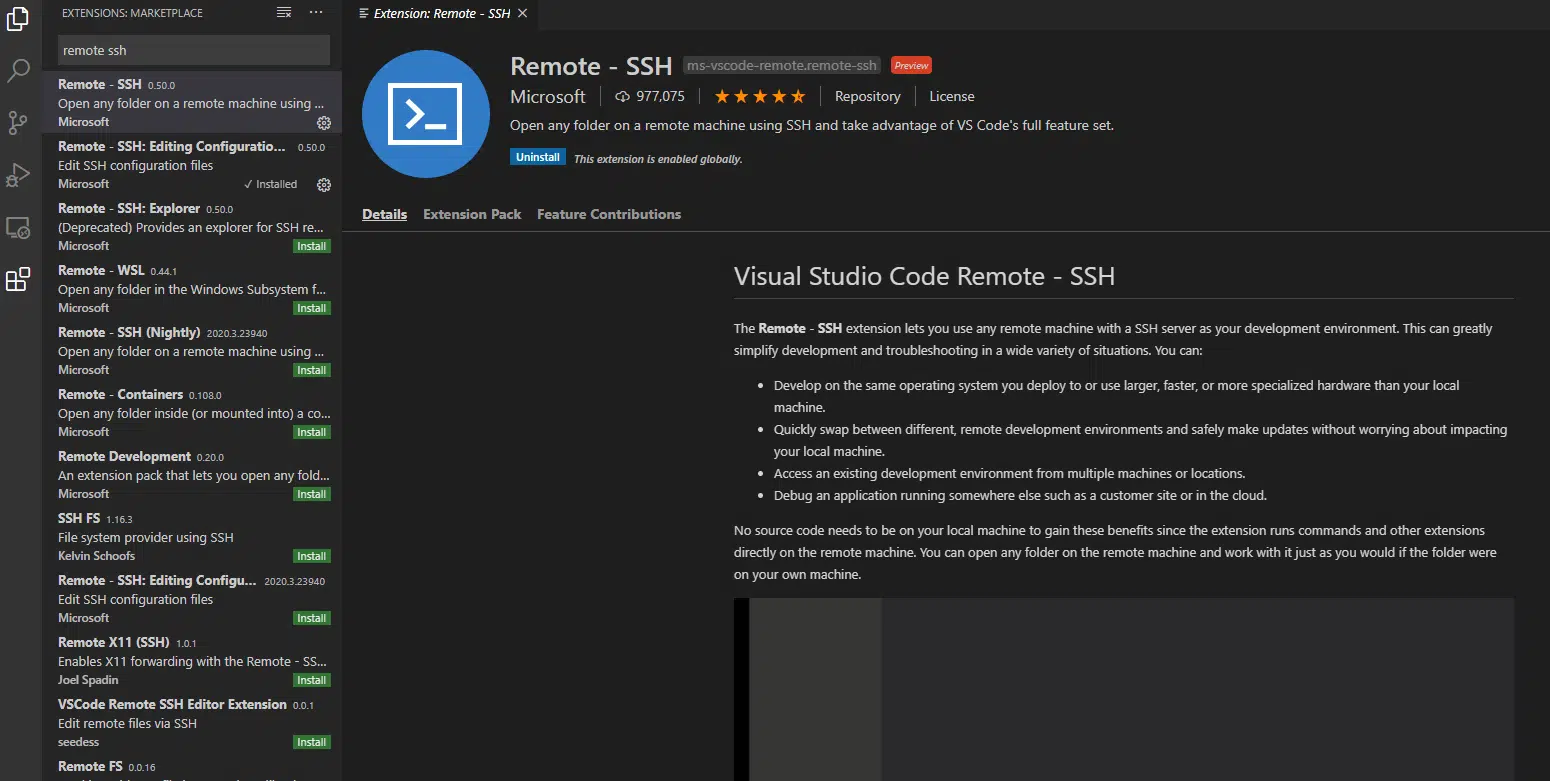 EXTENSIONS: MARKETPLACE
remote ssh
Remote - SSH 0.50.0
Open any folder on a remote machine using ...
Microsoft
Remote - SSH: Editing Configuratio... 0.50.0
Edit SSH configuration files
Microsoft ✓ Installed
Remote - SSH: Explorer 0.50.0
(Deprecated) Provides an explorer for SSH re...
Microsoft Install
Remote - WSL 0.44.1
Open any folder in the Windows Subsystem f...
Microsoft Install
Remote - SSH (Nightly) 2020.3.23940
Open any folder on a remote machine using ...
Microsoft Install
Remote - Containers 0.108.0
Open any folder inside (or mounted into) a co...
Microsoft Install
Remote Development 0.20.0
An extension pack that lets you open any fold...
Microsoft Install
SSH FS 1.16.3
File system provider using SSH
Kelvin Schoofs Install
Remote - SSH: Editing Configu... 2020.3.23940
Edit SSH configuration files
Microsoft Install
Remote X11 (SSH) 1.0.1
Enables X11 forwarding with the Remote - SS...
Joel Spadin Install
VSCode Remote SSH Editor Extension 0.0.1
Edit remote files via SSH
seedess Install
Remote FS 0.0.16
Extension: Remote - SSH
Remote - SSH ms-vscode-remote.remote-ssh Preview
Microsoft 977,075 Repository License
Open any folder on a remote machine using SSH and take advantage of VS Code's full feature set.
Uninstall This extension is enabled globally.
Details Extension Pack Feature Contributions
Visual Studio Code Remote - SSH
The Remote - SSH extension lets you use any remote machine with a SSH server as your development environment. This can greatly
simplify development and troubleshooting in a wide variety of situations. You can:
• Develop on the same operating system you deploy to or use larger, faster, or more specialized hardware than your local
machine.
• Quickly swap between different, remote development environments and safely make updates without worrying about impacting
your local machine.
• Access an existing development environment from multiple machines or locations.
• Debug an application running somewhere else such as a customer site or in the cloud.
No source code needs to be on your local machine to gain these benefits since the extension runs commands and other extensions
directly on the remote machine. You can open any folder on the remote machine and work with it just as you would if the folder were
on your own machine.